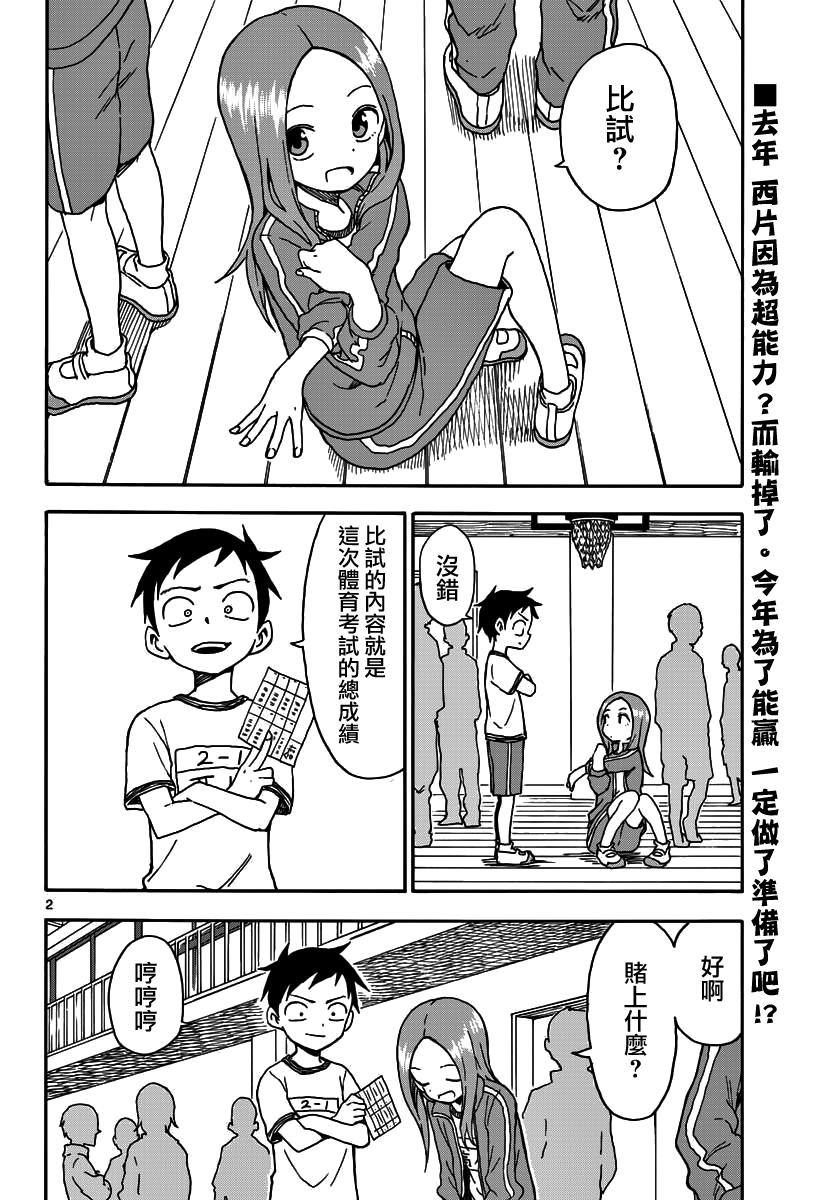 ■去年 西片因為超能力？而輸掉了。今年為了能贏 一定做了準備了吧!?
比試？
沒錯
比試的內容就是
這次體育考試的總成績
2-1
2
好啊
賭上什麼？
哼哼哼